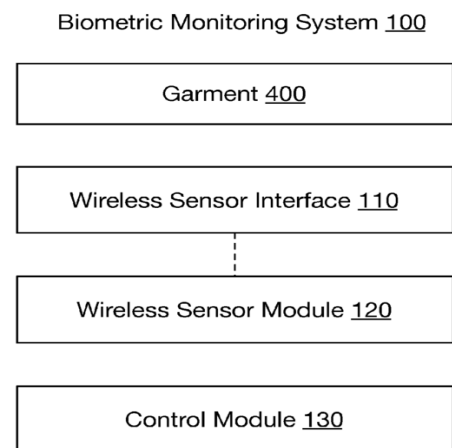 Biometric Monitoring System 100
Garment 400
Wireless Sensor Interface 110
Wireless Sensor Module 120
Control Module 130